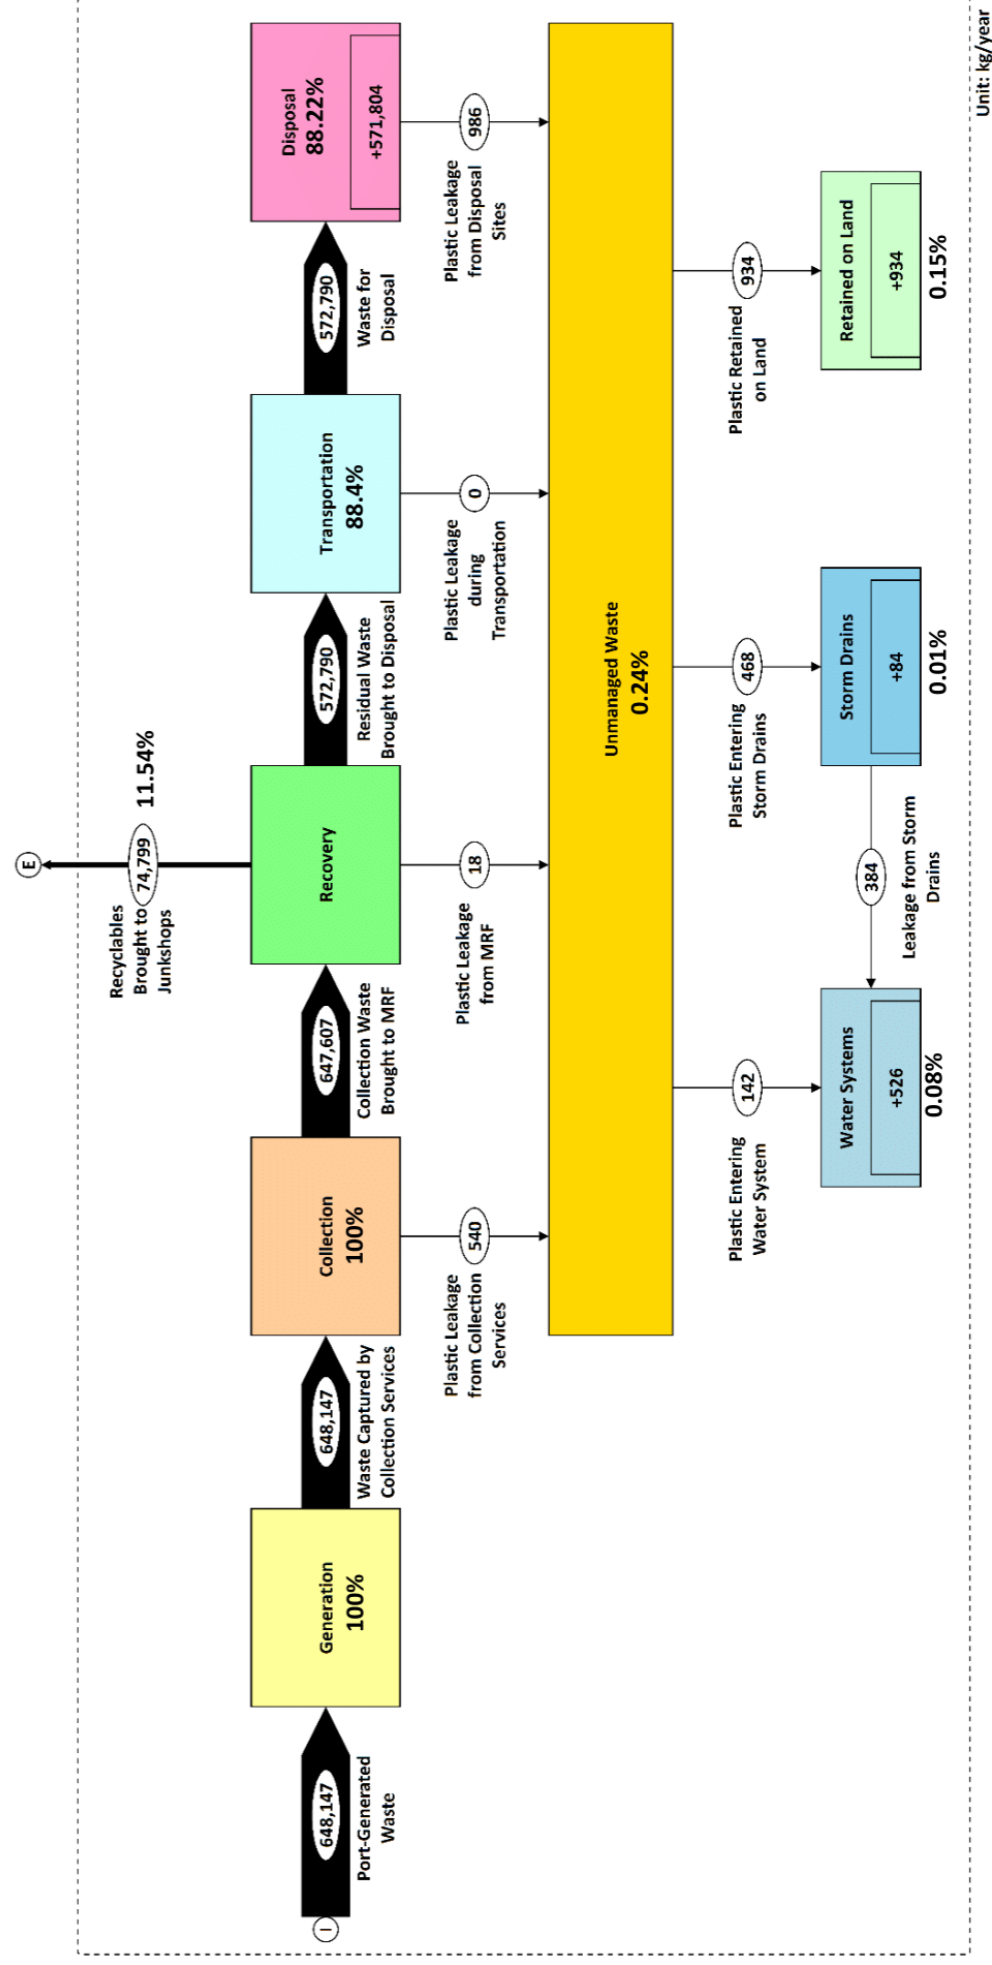 E
Recyclables
Brought to
Junkshops
74,799
11.54%
I
648,147
Port-Generated
Waste
Generation
100%
648,147
Waste Captured by
Collection Services
Collection
100%
647,607
Collection Waste
Brought to MRF
Recovery
572,790
Residual Waste
Brought to Disposal
Transportation
88.4%
572,790
Waste for
Disposal
Disposal
88.22%
+571,804
Plastic Leakage
from Collection
Services
540
Plastic Leakage
from MRF
18
Plastic Leakage
during
Transportation
0
Plastic Leakage
from Disposal
Sites
986
Unmanaged Waste
0.24%
Plastic Entering
Water System
142
Plastic Entering
Storm Drains
468
Plastic Retained
on Land
934
Water Systems
+526
0.08%
384
Leakage from Storm
Drains
Storm Drains
+84
0.01%
Retained on Land
+934
0.15%
Unit: kg/year